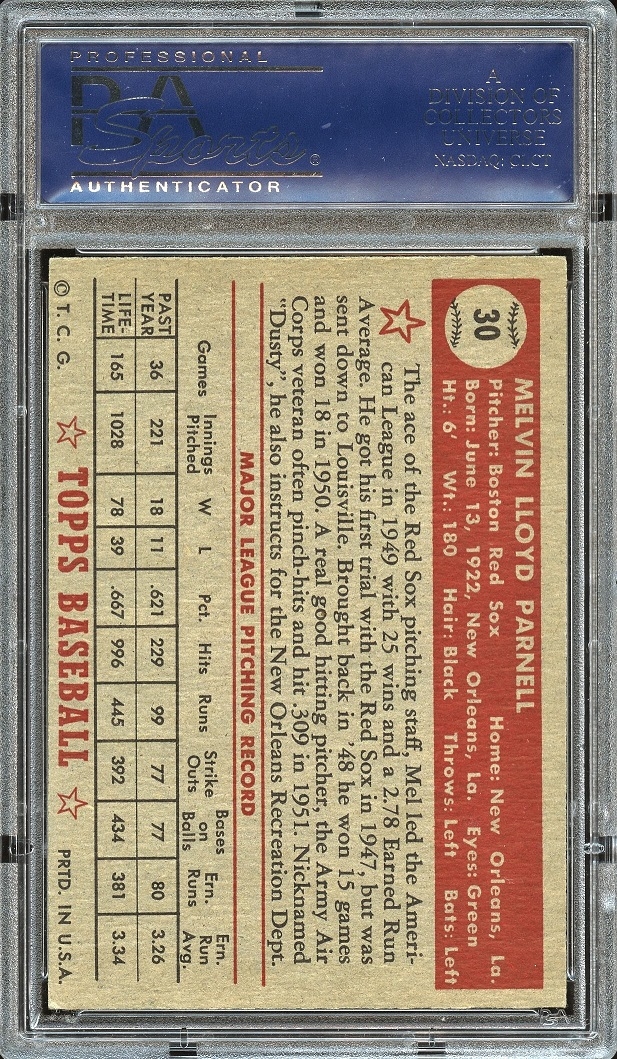 PROFESSIONAL
PSA
Sports®
AUTHENTICATOR
A
DIVISION OF
COLLECTORS
UNIVERSE
NASDAQ: CLCT
30
MELVIN LLOYD PARNELL
Pitcher: Boston Red Sox Home: New Orleans, La.
Born: June 13, 1922, New Orleans, La. Eyes: Green
Ht.: 6' Wt.: 180 Hair: Black Throws: Left Bats: Left
The ace of the Red Sox pitching staff, Mel led the Ameri-
can League in 1949 with 25 wins and a 2.78 Earned Run
Average. He got his first trial with the Red Sox in 1947, but was
sent down to Louisville. Brought back in '48 he won 15 games
and won 18 in 1950. A real good hitting pitcher, the Army Air
Corps veteran often pinch-hits and hit .309 in 1951. Nicknamed
"Dusty", he also instructs for the New Orleans Recreation Dept.
MAJOR LEAGUE PITCHING RECORD
Games Innings Pitched W L Pct. Hits Runs Strike Outs Bases on Balls Ern. Runs Ern. Run Avg.
PAST YEAR 36 221 18 11 .621 229 99 77 77 80 3.26
LIFE-TIME 165 1028 78 39 .667 996 445 392 434 381 3.34
© T. C. G. TOPPS BASEBALL PRTD. IN U.S.A.